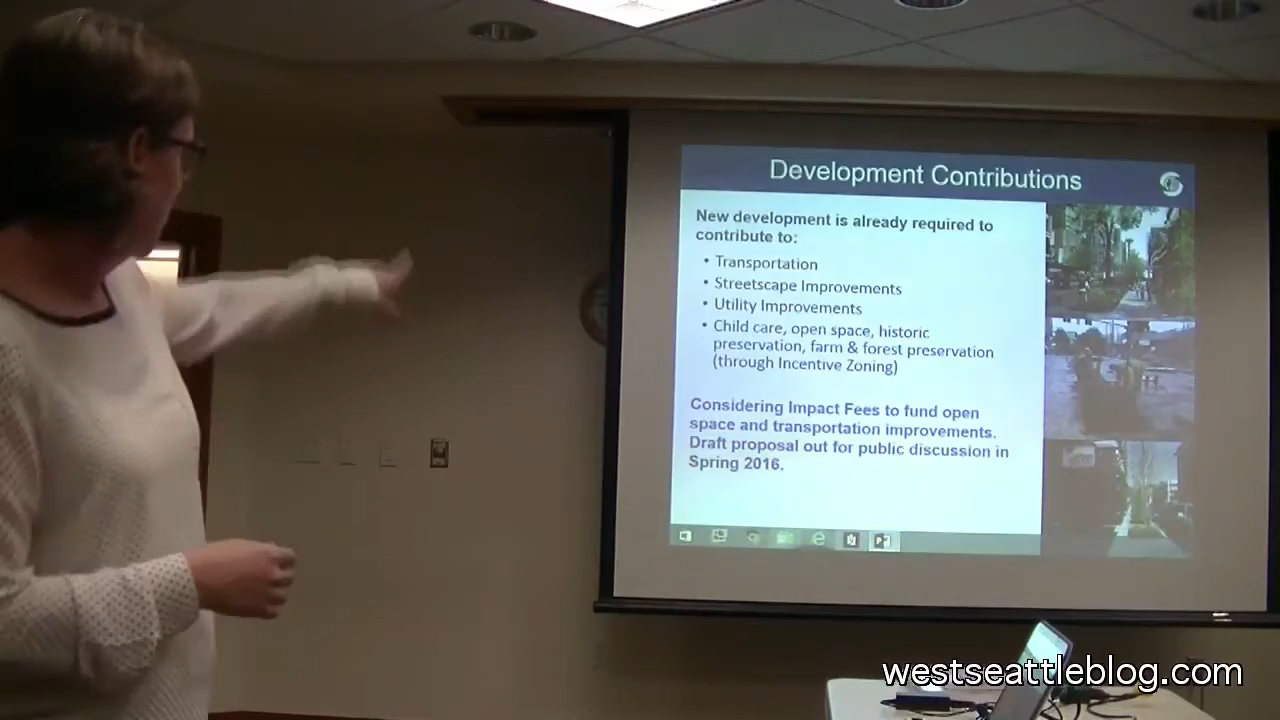 Development Contributions
New development is already required to
contribute to:
• Transportation
• Streetscape Improvements
• Utility Improvements
• Child care, open space, historic
preservation, farm & forest preservation
(through Incentive Zoning)
Considering Impact Fees to fund open
space and transportation improvements.
Draft proposal out for public discussion in
Spring 2016.
westseattleblog.com